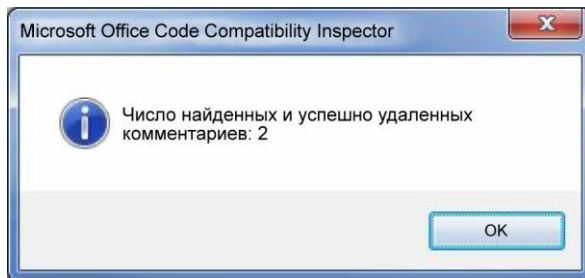 Microsoft Office Code Compatibility Inspector
Число найденных и успешно удаленных
комментариев: 2
OK